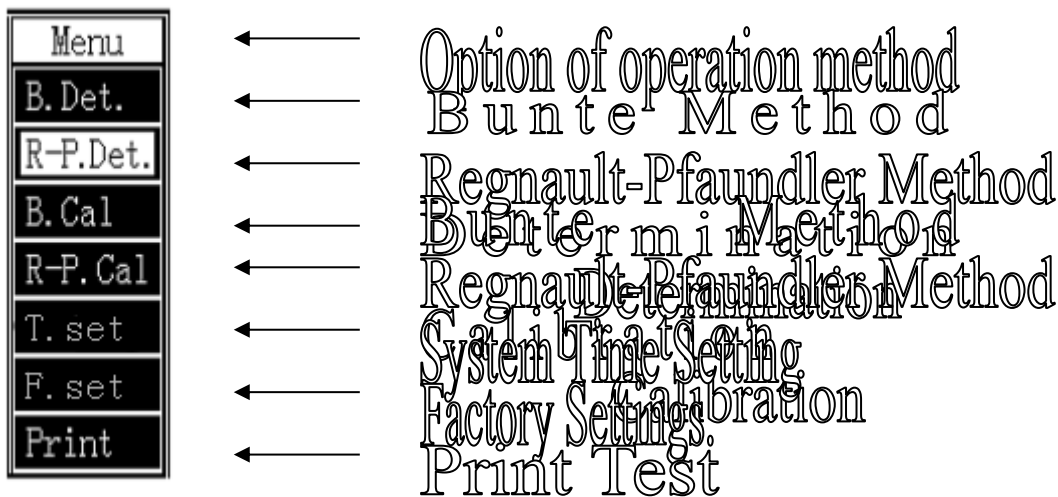 Menu
B. Det.
R-P.Det.
B. Cal
R-P. Cal
T. set
F. set
Print
Option of operation method
Bunte Method
Determination
Regnault-Pfaundler Method
Determination
Bunte Method
Calibration
Regnault-Pfaundler Method
Calibration
System Time Setting
Factory Settings
Print Test